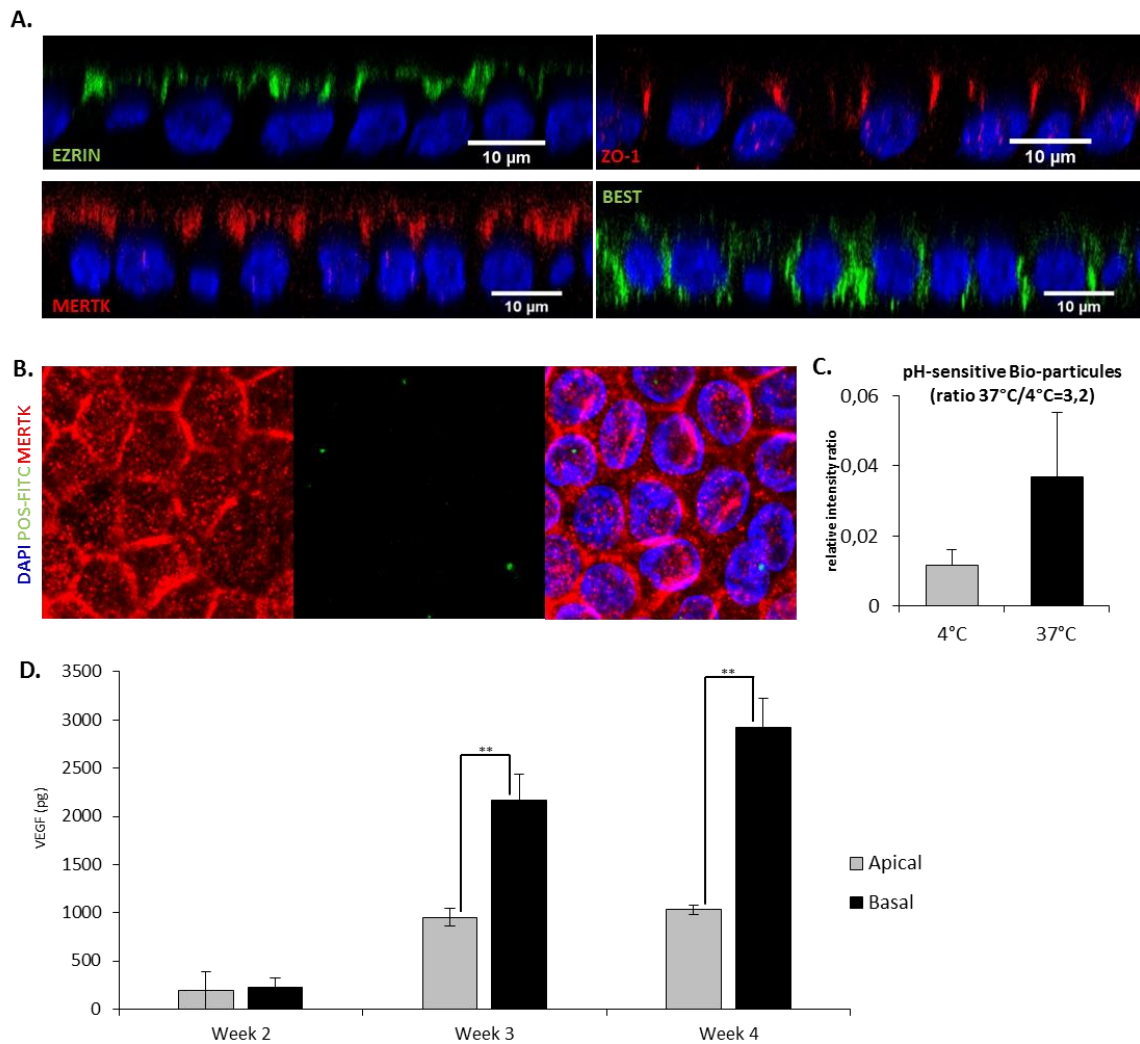 A.
EZRIN
10 µm
ZO-1
10 µm
MERTK
10 µm
BEST
10 µm
B.
DAPI POS-FITC MERTK
C.
pH-sensitive Bio-particules
(ratio 37°C/4°C=3,2)
relative intensity ratio
0,06
0,04
0,02
0
4°C
37°C
D.
VEGF (pg)
3500
3000
2500
2000
1500
1000
500
0
**
**
Week 2
Week 3
Week 4
Apical
Basal